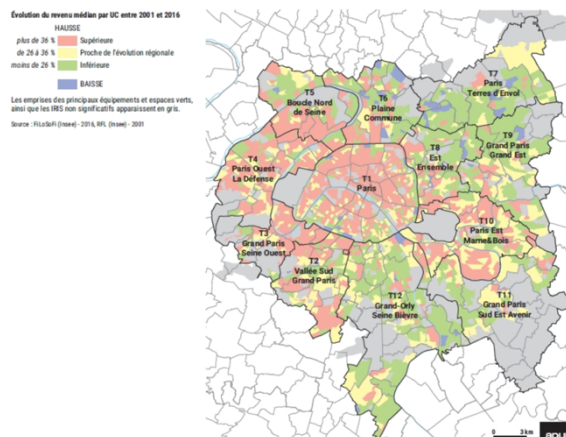 Évolution du revenu médian par UC entre 2001 et 2016
HAUSSE
plus de 36 % Supérieure
de 26 à 36 % Proche de l'évolution régionale
moins de 26 % Inférieure
BAISSE
Les emprises des principaux équipements et espaces verts,
ainsi que les IRIS non significatifs apparaissent en gris.
Source : FiLoSoFi (Insee) - 2016, RFL (Insee) - 2001
T5
Boucle Nord
de Seine
T6
Plaine
Commune
T7
Paris
Terres d'Envol
T4
Paris Ouest
La Défense
T1
Paris
T8
Est
Ensemble
T9
Grand Paris
Grand Est
T3
Grand Paris
Seine Ouest
T2
Vallée Sud
Grand Paris
T10
Paris Est
Marne&Bois
T12
Grand-Orly
Seine Bièvre
T11
Grand Paris
Sud Est Avenir
0 3 km
apur